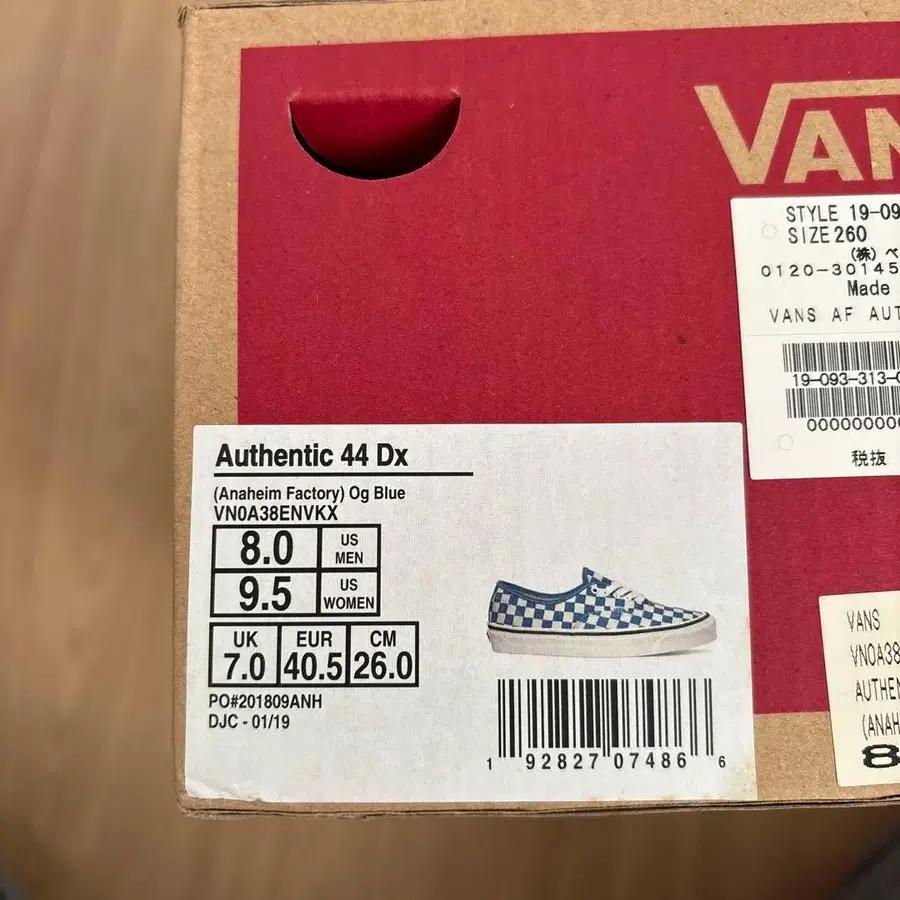 VAN
STYLE 19-09
SIZE 260
(株) ベ
0120-30145
Made
VANS AF AUT
19-093-313-0
000000000
税抜
Authentic 44 Dx
(Anaheim Factory) Og Blue
VN0A38ENVKX
8.0 US MEN
9.5 US WOMEN
UK EUR CM
7.0 40.5 26.0
PO#201809ANH
DJC - 01/19
1 92827 07486 6
VANS
VN0A38
AUTHEN
(ANAH
8